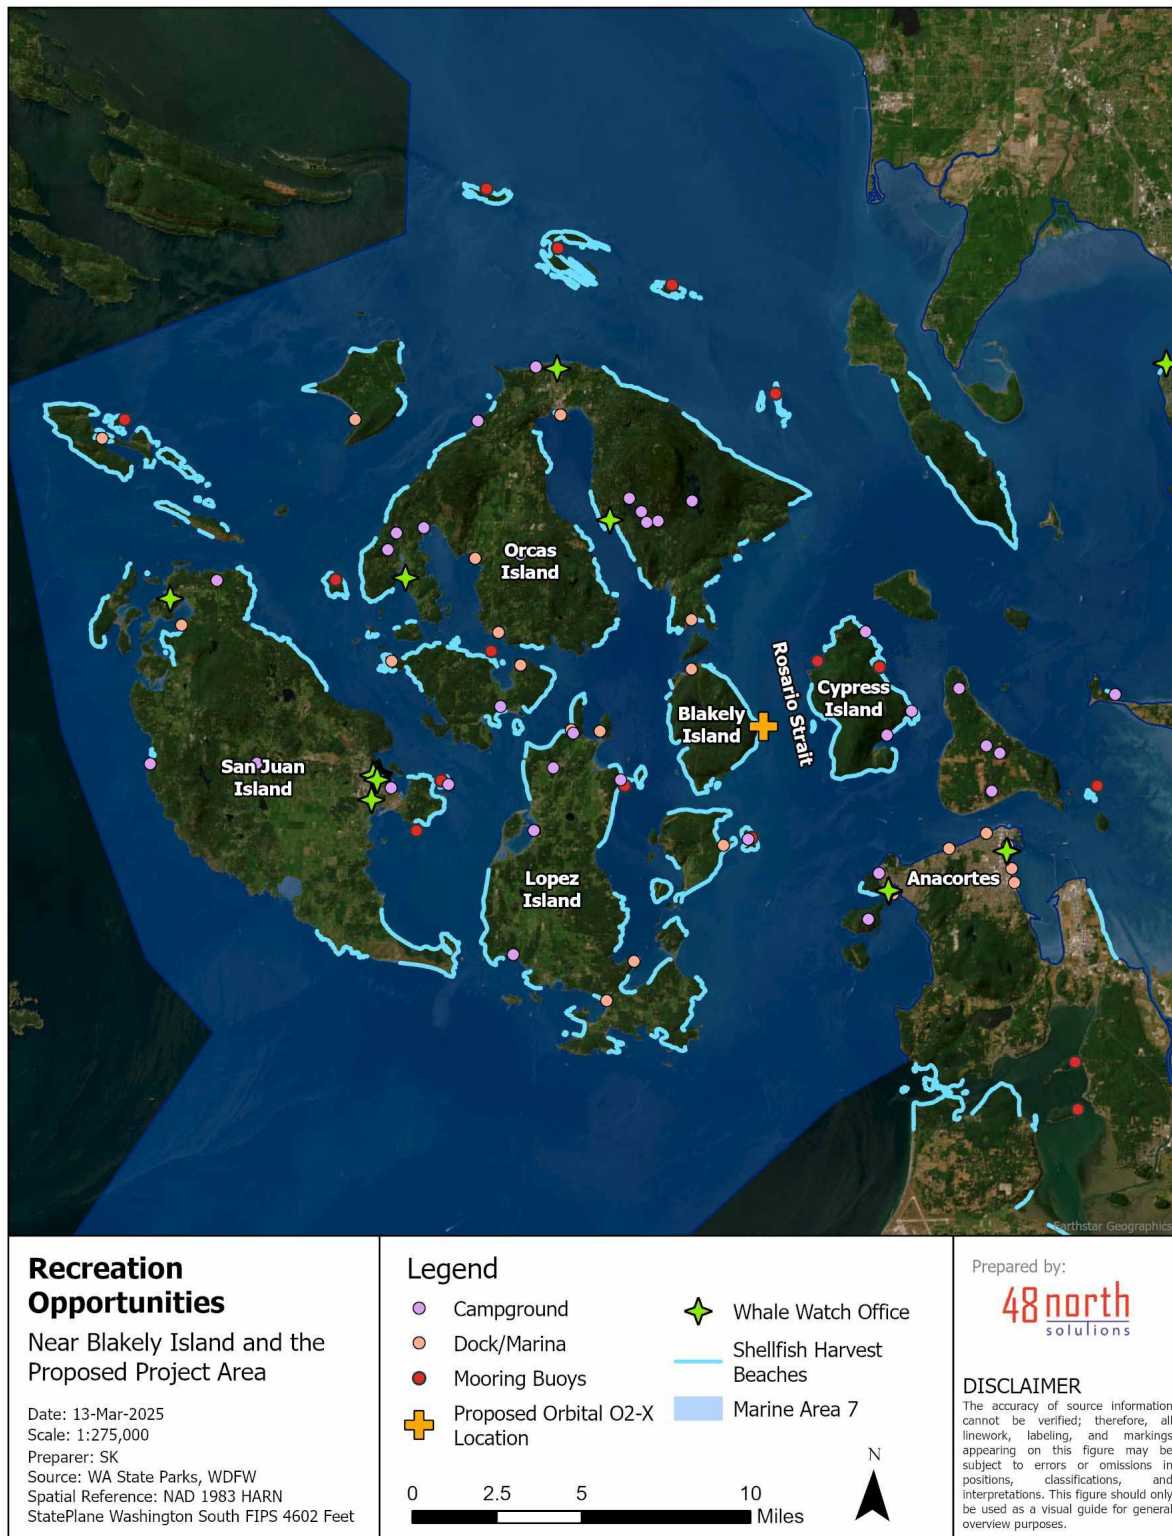 Orcas
Island
Rosario Strait
Cypress
Island
Blakely
Island
San Juan
Island
Lopez
Island
Anacortes
Earthstar Geographics
Recreation
Opportunities
Near Blakely Island and the
Proposed Project Area
Date: 13-Mar-2025
Scale: 1:275,000
Preparer: SK
Source: WA State Parks, WDFW
Spatial Reference: NAD 1983 HARN
StatePlane Washington South FIPS 4602 Feet
Legend
Campground
Dock/Marina
Mooring Buoys
Proposed Orbital O2-X
Location
Whale Watch Office
Shellfish Harvest
Beaches
Marine Area 7
N
0 2.5 5 10
Miles
Prepared by:
48 north
solutions
DISCLAIMER
The accuracy of source information
cannot be verified; therefore, all
linework, labeling, and markings
appearing on this figure may be
subject to errors or omissions in
positions, classifications, and
interpretations. This figure should only
be used as a visual guide for general
overview purposes.